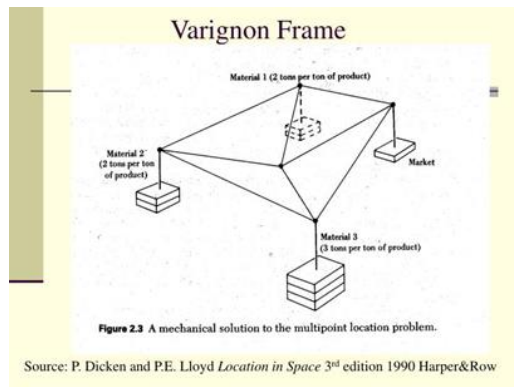 Varignon Frame
Material 1 (2 tons per ton of product)
Material 2
(2 tons per ton
of product)
Market
Material 3
(3 tons per ton of product)
Figure 2.3 A mechanical solution to the multipoint location problem.
Source: P. Dicken and P.E. Lloyd Location in Space 3rd edition 1990 Harper&Row